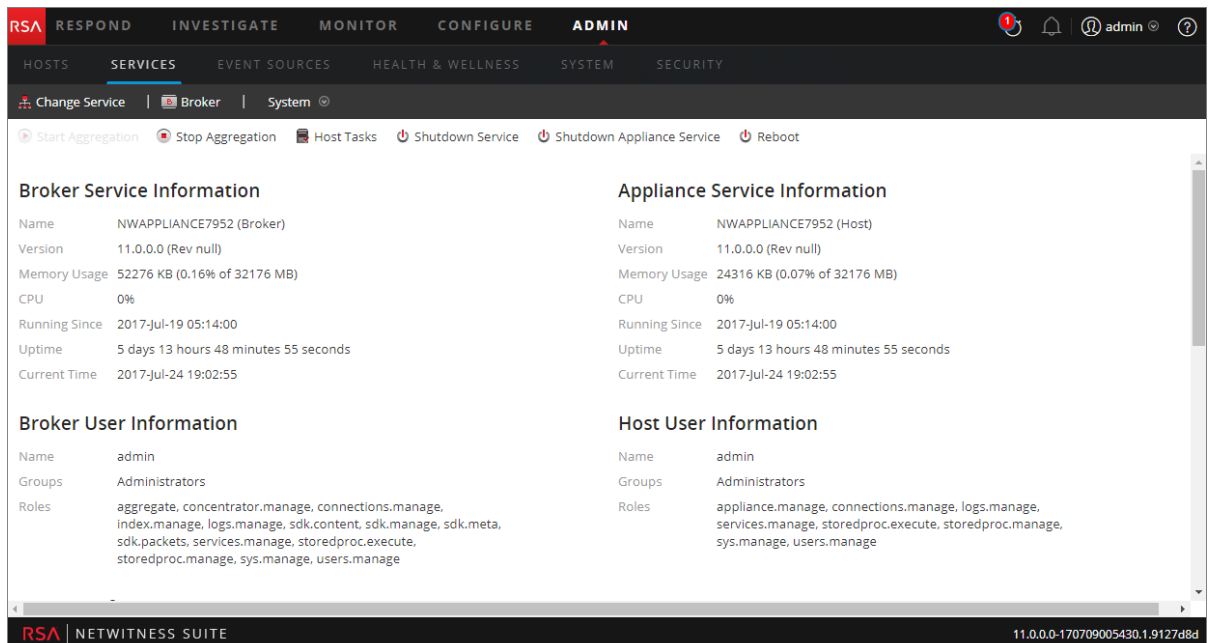 RSA RESPOND INVESTIGATE MONITOR CONFIGURE ADMIN 1 admin ?
HOSTS SERVICES EVENT SOURCES HEALTH & WELLNESS SYSTEM SECURITY
Change Service | B Broker | System
Start Aggregation Stop Aggregation Host Tasks Shutdown Service Shutdown Appliance Service Reboot
Broker Service Information
Name NWAPPLIANCE7952 (Broker)
Version 11.0.0.0 (Rev null)
Memory Usage 52276 KB (0.16% of 32176 MB)
CPU 0%
Running Since 2017-Jul-19 05:14:00
Uptime 5 days 13 hours 48 minutes 55 seconds
Current Time 2017-Jul-24 19:02:55
Appliance Service Information
Name NWAPPLIANCE7952 (Host)
Version 11.0.0.0 (Rev null)
Memory Usage 24316 KB (0.07% of 32176 MB)
CPU 0%
Running Since 2017-Jul-19 05:14:00
Uptime 5 days 13 hours 48 minutes 55 seconds
Current Time 2017-Jul-24 19:02:55
Broker User Information
Name admin
Groups Administrators
Roles aggregate, concentrator.manage, connections.manage,
index.manage, logs.manage, sdk.content, sdk.manage, sdk.meta,
sdk.packets, services.manage, storedproc.execute,
storedproc.manage, sys.manage, users.manage
Host User Information
Name admin
Groups Administrators
Roles appliance.manage, connections.manage, logs.manage,
services.manage, storedproc.execute, storedproc.manage,
sys.manage, users.manage
RSA | NETWITNESS SUITE 11.0.0.0-170709005430.1.9127d8d